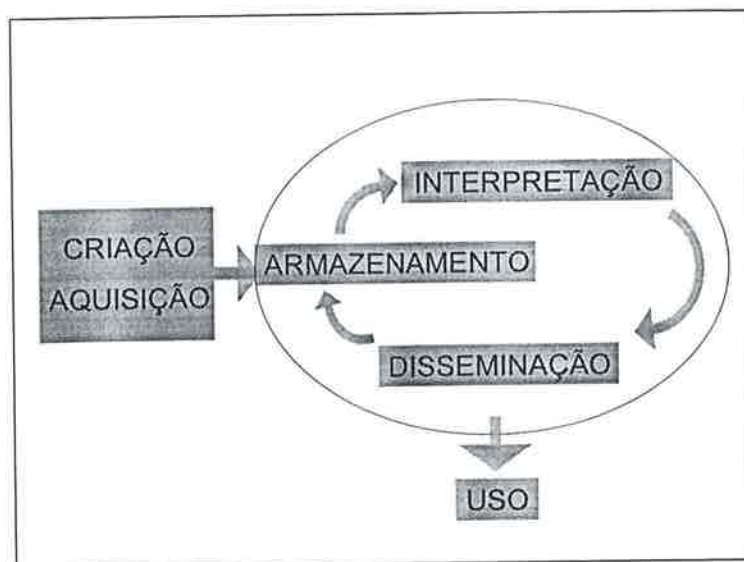 CRIAÇÃO
AQUISIÇÃO
ARMAZENAMENTO
INTERPRETAÇÃO
DISSEMINAÇÃO
USO